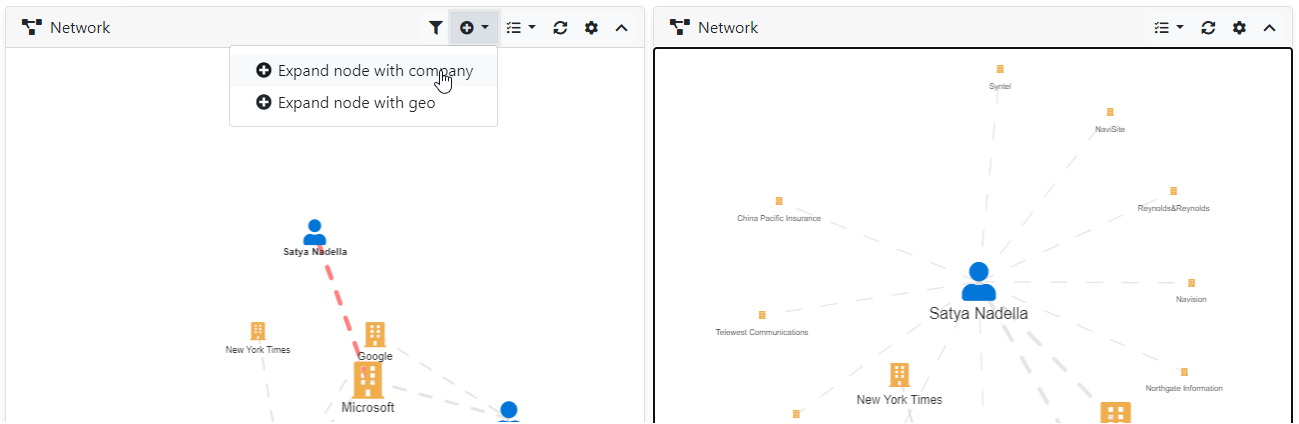 Network
Expand node with company
Expand node with geo
Satya Nadella
New York Times
Google
Microsoft
Network
Syntel
NaviSite
Reynolds&Reynolds
China Pacific Insurance
Satya Nadella
Navision
Telewest Communications
Northgate Information
New York Times